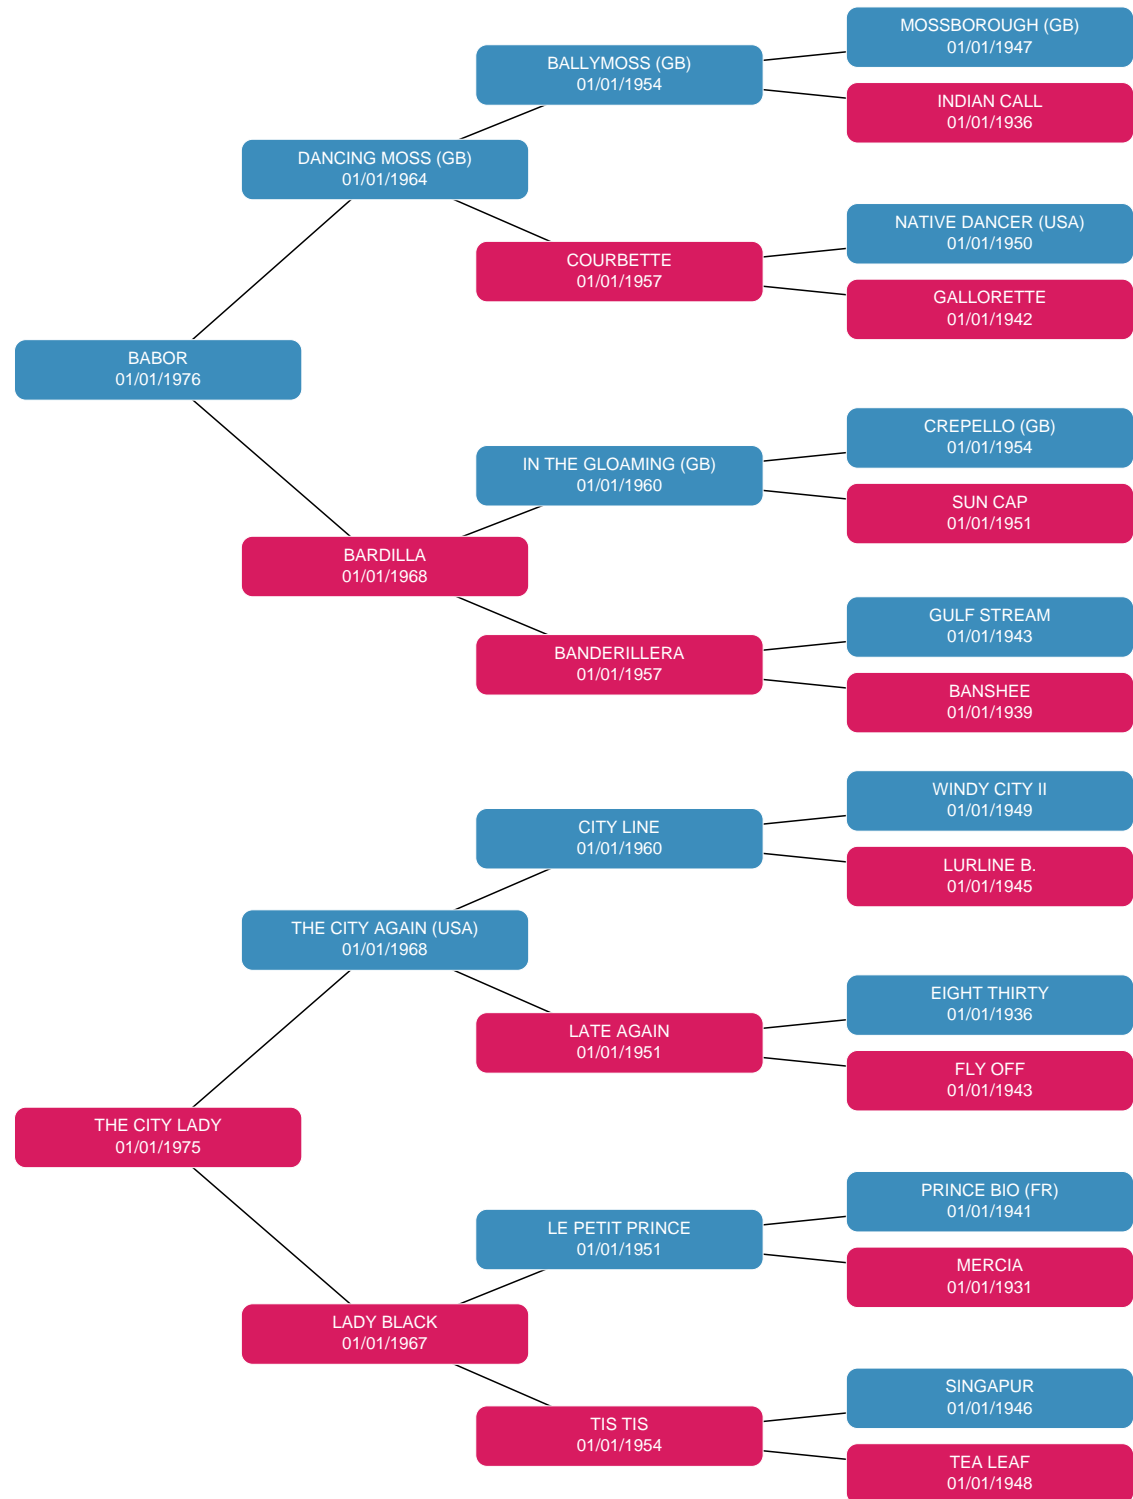 MOSSBOROUGH (GB)
01/01/1947
BALLYMOSS (GB)
01/01/1954
INDIAN CALL
01/01/1936
DANCING MOSS (GB)
01/01/1964
NATIVE DANCER (USA)
01/01/1950
COURBETTE
01/01/1957
GALLORETTE
01/01/1942
BABOR
01/01/1976
CREPELLO (GB)
01/01/1954
IN THE GLOAMING (GB)
01/01/1960
SUN CAP
01/01/1951
BARDILLA
01/01/1968
GULF STREAM
01/01/1943
BANDERILLERA
01/01/1957
BANSHEE
01/01/1939
WINDY CITY II
01/01/1949
CITY LINE
01/01/1960
LURLINE B.
01/01/1945
THE CITY AGAIN (USA)
01/01/1968
EIGHT THIRTY
01/01/1936
LATE AGAIN
01/01/1951
FLY OFF
01/01/1943
THE CITY LADY
01/01/1975
PRINCE BIO (FR)
01/01/1941
LE PETIT PRINCE
01/01/1951
MERCIA
01/01/1931
LADY BLACK
01/01/1967
SINGAPUR
01/01/1946
TIS TIS
01/01/1954
TEA LEAF
01/01/1948